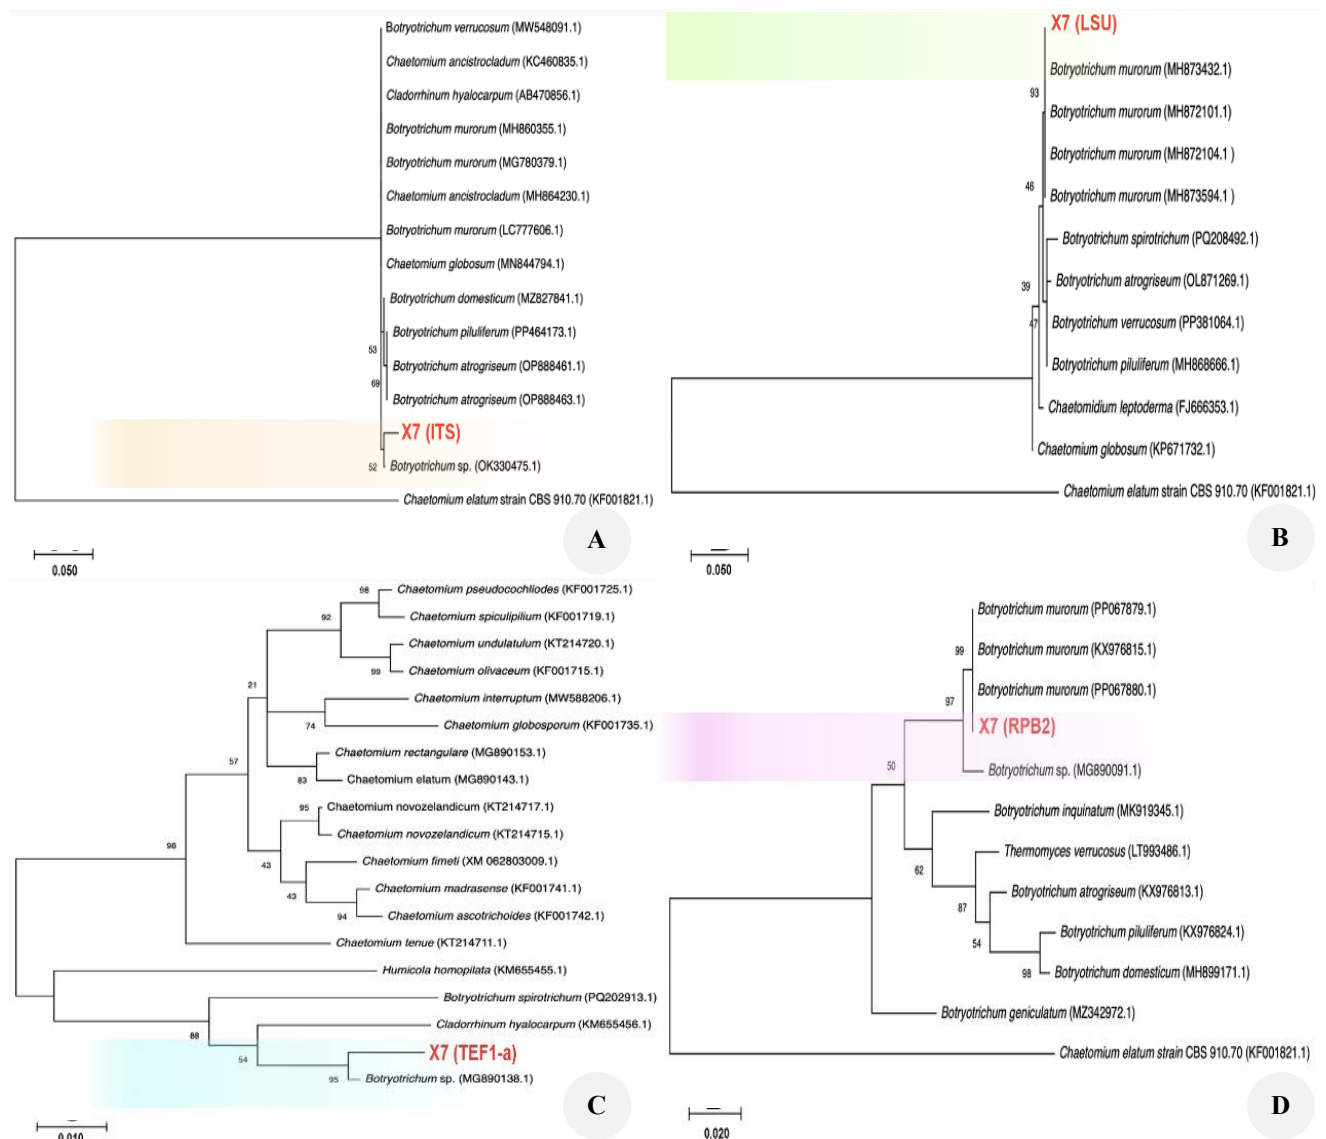 Botryotrichum verrucosum (MW548091.1)
Chaetomium ancistrocladum (KC460835.1)
Cladorrhinum hyalocarpum (AB470856.1)
Botryotrichum murorum (MH860355.1)
Botryotrichum murorum (MG780379.1)
Chaetomium ancistrocladum (MH864230.1)
Botryotrichum murorum (LC777606.1)
Chaetomium globosum (MN844794.1)
Botryotrichum domesticum (MZ827841.1)
Botryotrichum piluliferum (PP464173.1)
53
Botryotrichum atrogriseum (OP888461.1)
69
Botryotrichum atrogriseum (OP888463.1)
X7 (ITS)
52
Botryotrichum sp. (OK330475.1)
Chaetomium elatum strain CBS 910.70 (KF001821.1)
A
0.050
X7 (LSU)
Botryotrichum murorum (MH873432.1)
93
Botryotrichum murorum (MH872101.1)
Botryotrichum murorum (MH872104.1 )
46
Botryotrichum murorum (MH873594.1 )
Botryotrichum spirotrichum (PQ208492.1)
39
Botryotrichum atrogriseum (OL871269.1)
47
Botryotrichum verrucosum (PP381064.1)
Botryotrichum piluliferum (MH868666.1)
Chaetomidium leptoderma (FJ666353.1)
Chaetomium globosum (KP671732.1)
Chaetomium elatum strain CBS 910.70 (KF001821.1)
B
0.050
98
Chaetomium pseudocochliodes (KF001725.1)
92
Chaetomium spiculipilium (KF001719.1)
Chaetomium undulatulum (KT214720.1)
99
Chaetomium olivaceum (KF001715.1)
21
Chaetomium interruptum (MW588206.1)
74
Chaetomium globosporum (KF001735.1)
Chaetomium rectangulare (MG890153.1)
57
83
Chaetomium elatum (MG890143.1)
95
Chaetomium novozelandicum (KT214717.1)
Chaetomium novozelandicum (KT214715.1)
98
43
Chaetomium fimeti (XM 062803009.1)
Chaetomium madrasense (KF001741.1)
43
94
Chaetomium ascotrichoides (KF001742.1)
Chaetomium tenue (KT214711.1)
Humicola homopilata (KM655455.1)
Botryotrichum spirotrichum (PQ202913.1)
Cladorrhinum hyalocarpum (KM655456.1)
88
X7 (TEF1-a)
54
95
Botryotrichum sp. (MG890138.1)
C
0.010
Botryotrichum murorum (PP067879.1)
99
Botryotrichum murorum (KX976815.1)
Botryotrichum murorum (PP067880.1)
97
X7 (RPB2)
50
Botryotrichum sp. (MG890091.1)
Botryotrichum inquinatum (MK919345.1)
Thermomyces verrucosus (LT993486.1)
62
Botryotrichum atrogriseum (KX976813.1)
87
Botryotrichum piluliferum (KX976824.1)
54
98
Botryotrichum domesticum (MH899171.1)
Botryotrichum geniculatum (MZ342972.1)
Chaetomium elatum strain CBS 910.70 (KF001821.1)
D
0.020